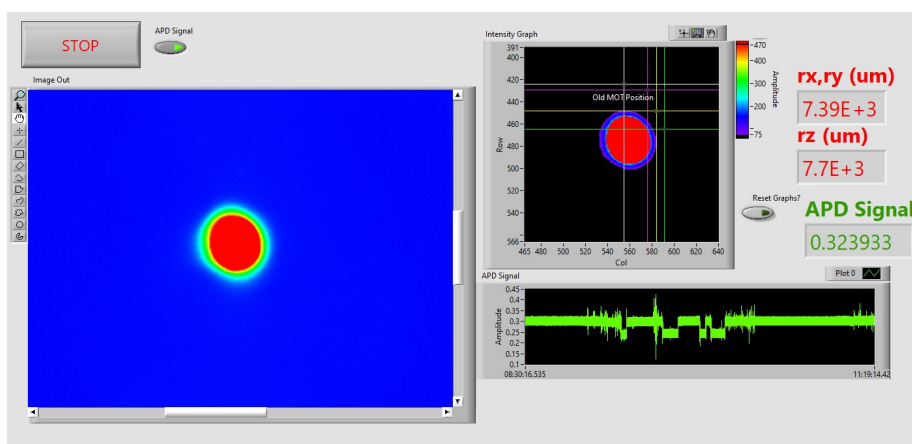 STOP
APD Signal
Image Out
Intensity Graph
391
400
420
440
460
480
500
520
540
566
Row
Old MOT Position
465 480 500 520 540 560 580 600 620 640
Col
-470
-400
-300
-200
-75
Amplitude
rx,ry (um)
7.39E+3
rz (um)
7.7E+3
Reset Graphs?
APD Signal
0.323933
APD Signal
Plot 0
0.45
0.4
0.35
0.3
0.25
0.2
0.15
0.1
Amplitude
08:30:16.535
11:19:14.42